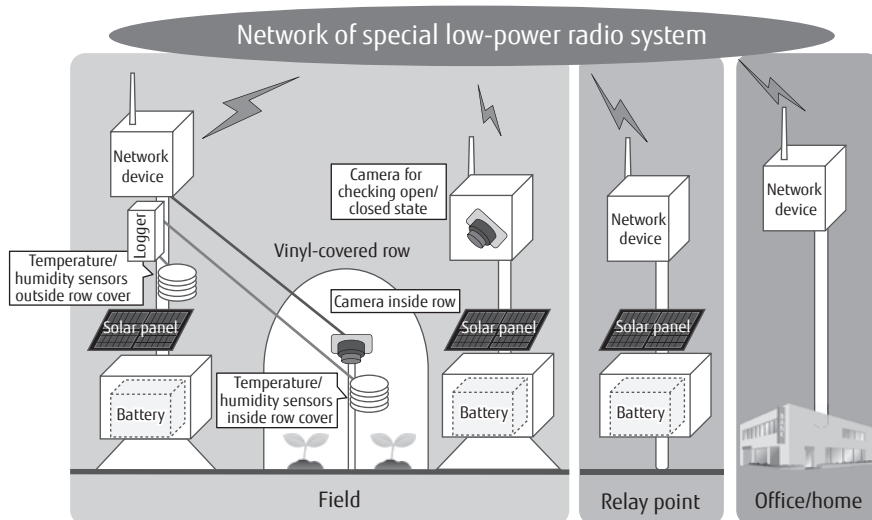 Network of special low-power radio system
Network
device
Logger
Temperature/
humidity sensors
outside row cover
Solar panel
Battery
Vinyl-covered row
Camera inside row
Temperature/
humidity sensors
inside row cover
Camera for
checking open/
closed state
Solar panel
Battery
Field
Network
device
Solar panel
Battery
Relay point
Network
device
Office/home